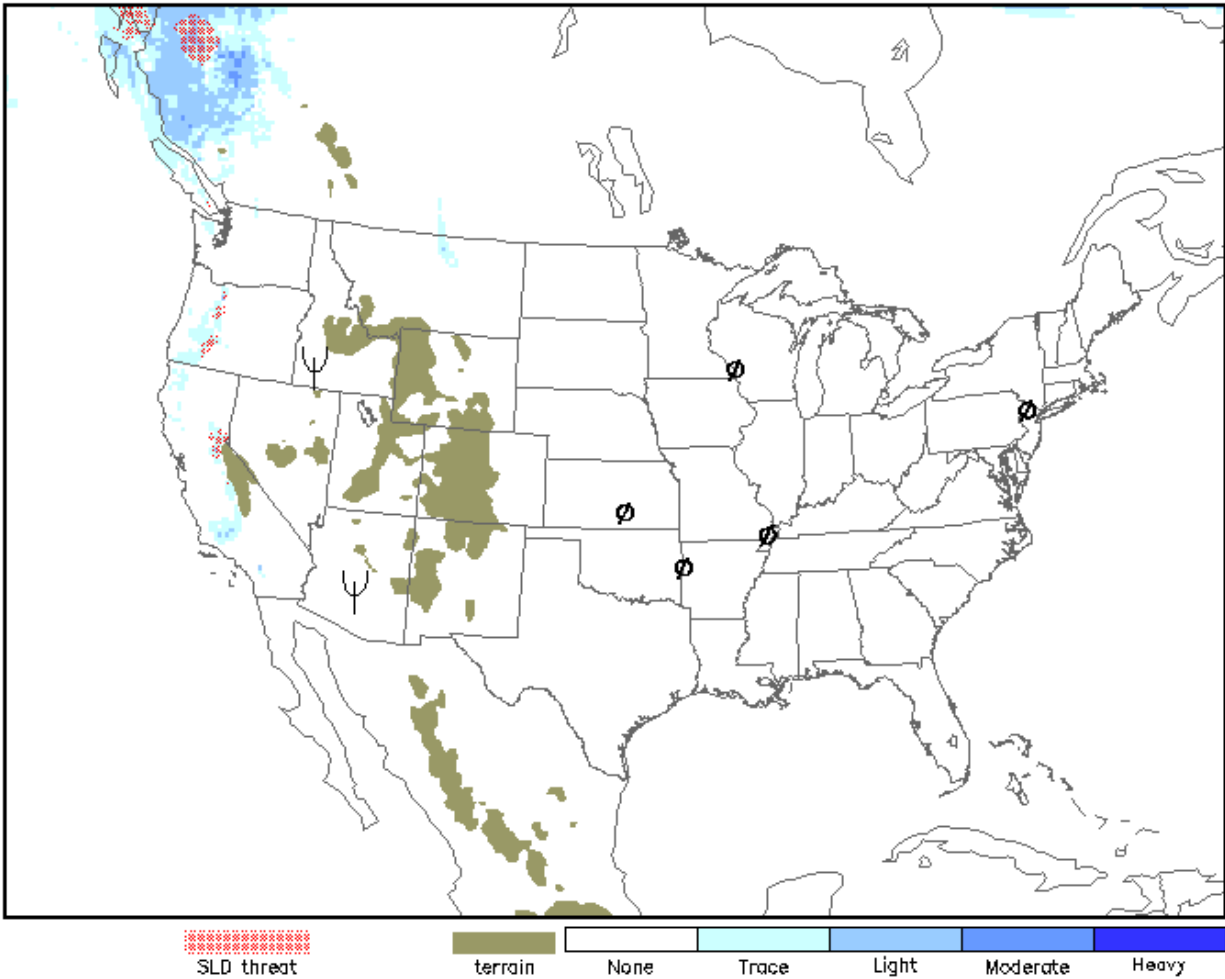 SLD threat
terrain
None
Trace
Light
Moderate
Heavy